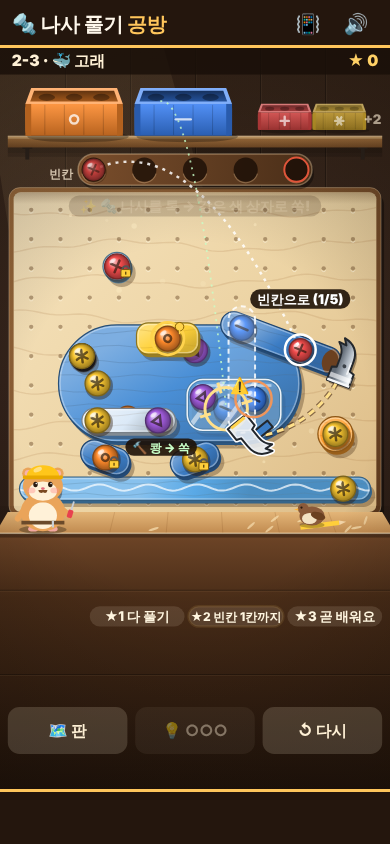 나사 풀기 공방
2-3 · 고래
★ 0
+2
빈칸
빈칸으로 (1/5)
쾅 → 쏙
★1 다 풀기
★2 빈칸 1칸까지
★3 곧 배워요
판
다시